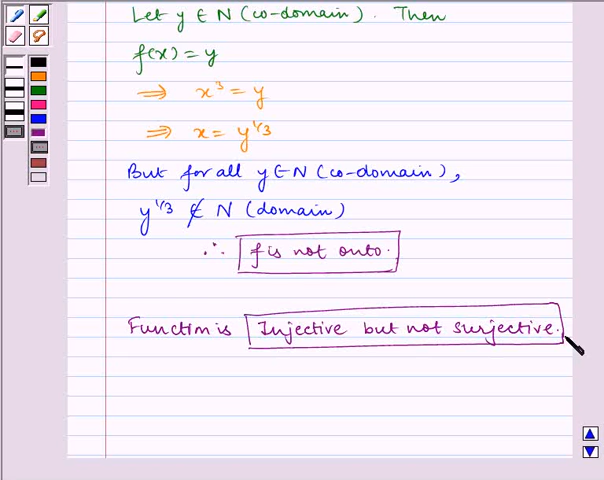 Let y ∈ N (co-domain). Then
f(x) = y
⇒ x³ = y
⇒ x = y^1/3
But for all y ∈ N (co-domain),
y^1/3 ∉ N (domain)
∴ f is not onto.
Function is Injective but not surjective.